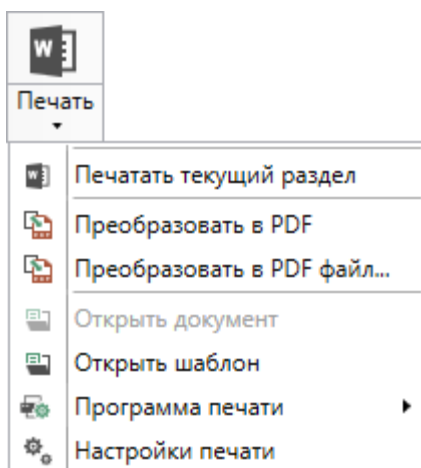 W
Печать
Печатать текущий раздел
Преобразовать в PDF
Преобразовать в PDF файл...
Открыть документ
Открыть шаблон
Программа печати
Настройки печати